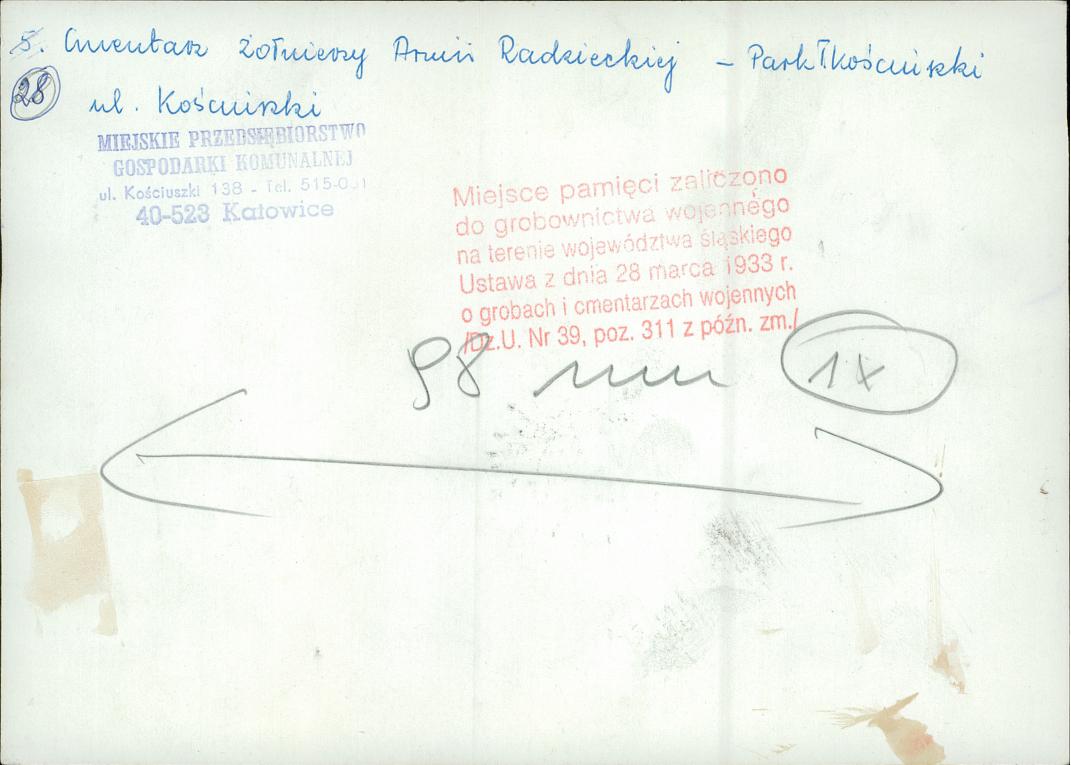 5. Cmentarz żołnierzy Armii Radzieckiej – Park Kościuszki
28 ul. Kościuszki
MIEJSKIE PRZEDSIĘBIORSTWO
GOSPODARKI KOMUNALNEJ
ul. Kościuszki 138 - Tel. 515-0
40-523 Katowice
Miejsce pamięci zaliczono
do grobownictwa wojennego
na terenie województwa śląskiego
Ustawa z dnia 28 marca 1933 r.
o grobach i cmentarzach wojennych
/Dz.U. Nr 39, poz. 311 z późn. zm./
98 mm 1x